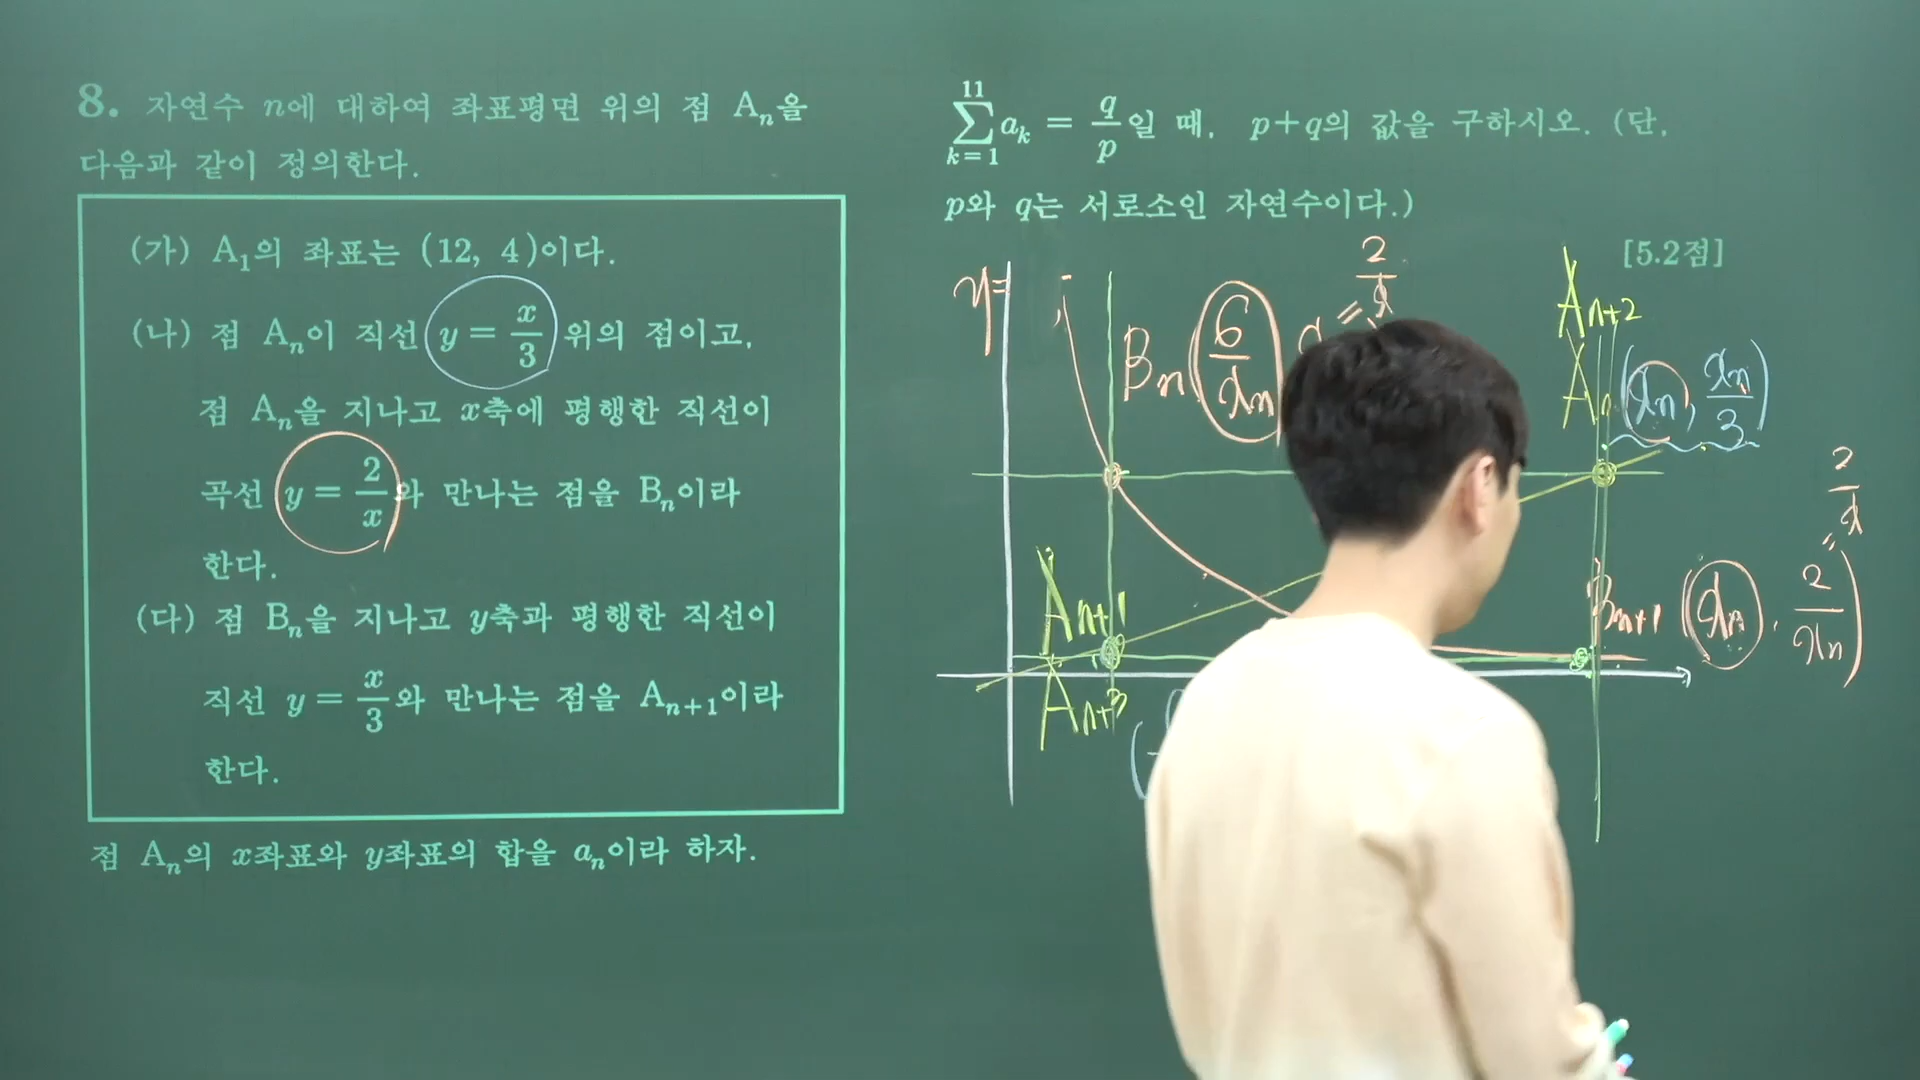 8. 자연수 n에 대하여 좌표평면 위의 점 Aₙ을
다음과 같이 정의한다.
(가) A₁의 좌표는 (12, 4)이다.
(나) 점 Aₙ이 직선 y = x/3 위의 점이고,
점 Aₙ을 지나고 x축에 평행한 직선이
곡선 y = 2/x와 만나는 점을 Bₙ이라
한다.
(다) 점 Bₙ을 지나고 y축과 평행한 직선이
직선 y = x/3와 만나는 점을 Aₙ₊₁이라
한다.
점 Aₙ의 x좌표와 y좌표의 합을 aₙ이라 하자.
∑ₖ₌₁¹¹ aₖ = q/p일 때, p+q의 값을 구하시오. (단,
p와 q는 서로소인 자연수이다.)
[5.2점]
y=
Bₙ(6/xₙ
= 2/x
Aₙ₊₂
Aₙ(xₙ, xₙ/3)
Aₙ₊₁
Aₙ₊₃
Bₙ₊₁(xₙ, 2/xₙ)
= 2/x